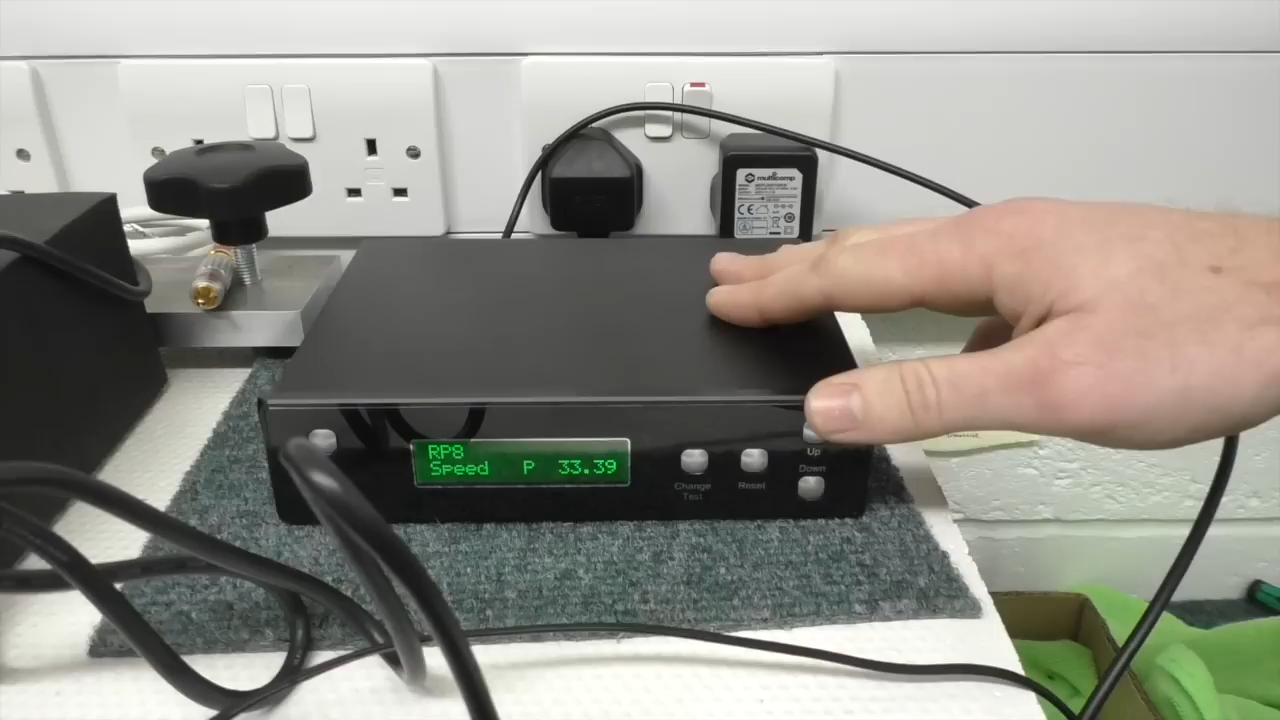 multicomp
RP8
Speed P 33.39
Change
Test
Reset
Up
Down